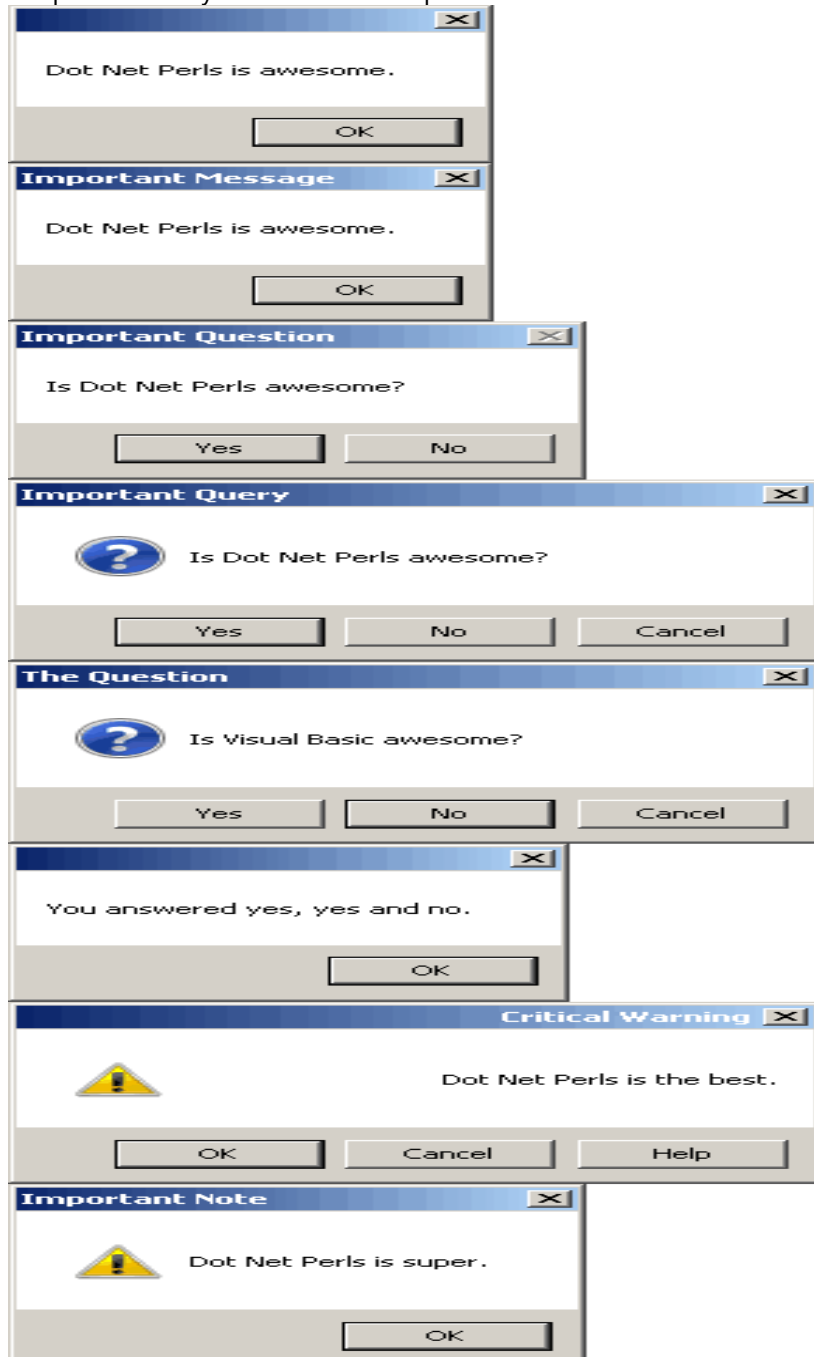 Dot Net Perls is awesome.
OK
Important Message
Dot Net Perls is awesome.
OK
Important Question
Is Dot Net Perls awesome?
Yes No
Important Query
Is Dot Net Perls awesome?
Yes No Cancel
The Question
Is Visual Basic awesome?
Yes No Cancel
You answered yes, yes and no.
OK
Critical Warning
Dot Net Perls is the best.
OK Cancel Help
Important Note
Dot Net Perls is super.
OK